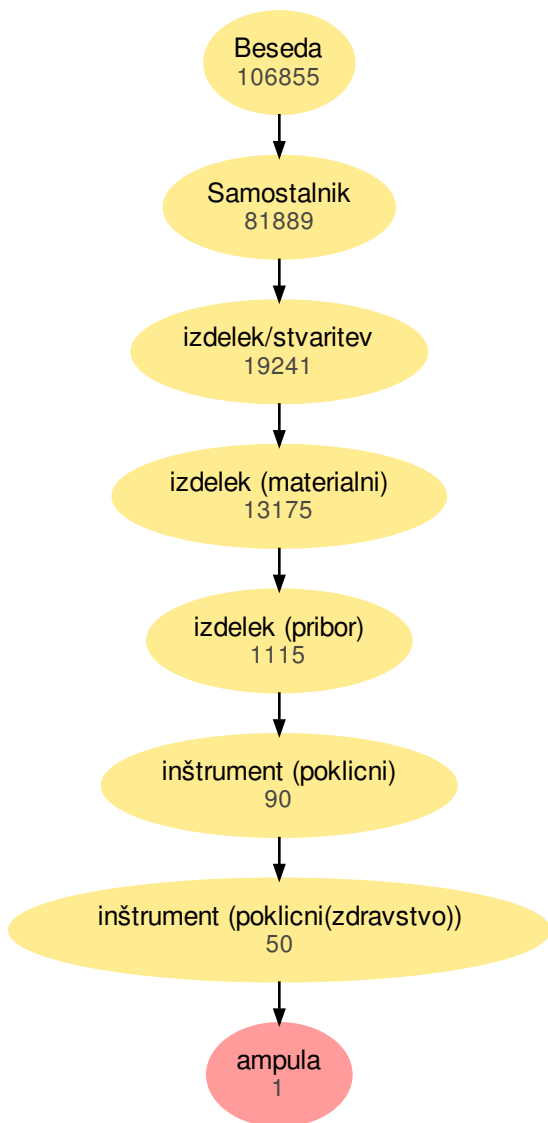 Beseda
106855
Samostalnik
81889
izdelek/stvaritev
19241
izdelek (materialni)
13175
izdelek (pribor)
1115
inštrument (poklicni)
90
inštrument (poklicni(zdravstvo))
50
ampula
1